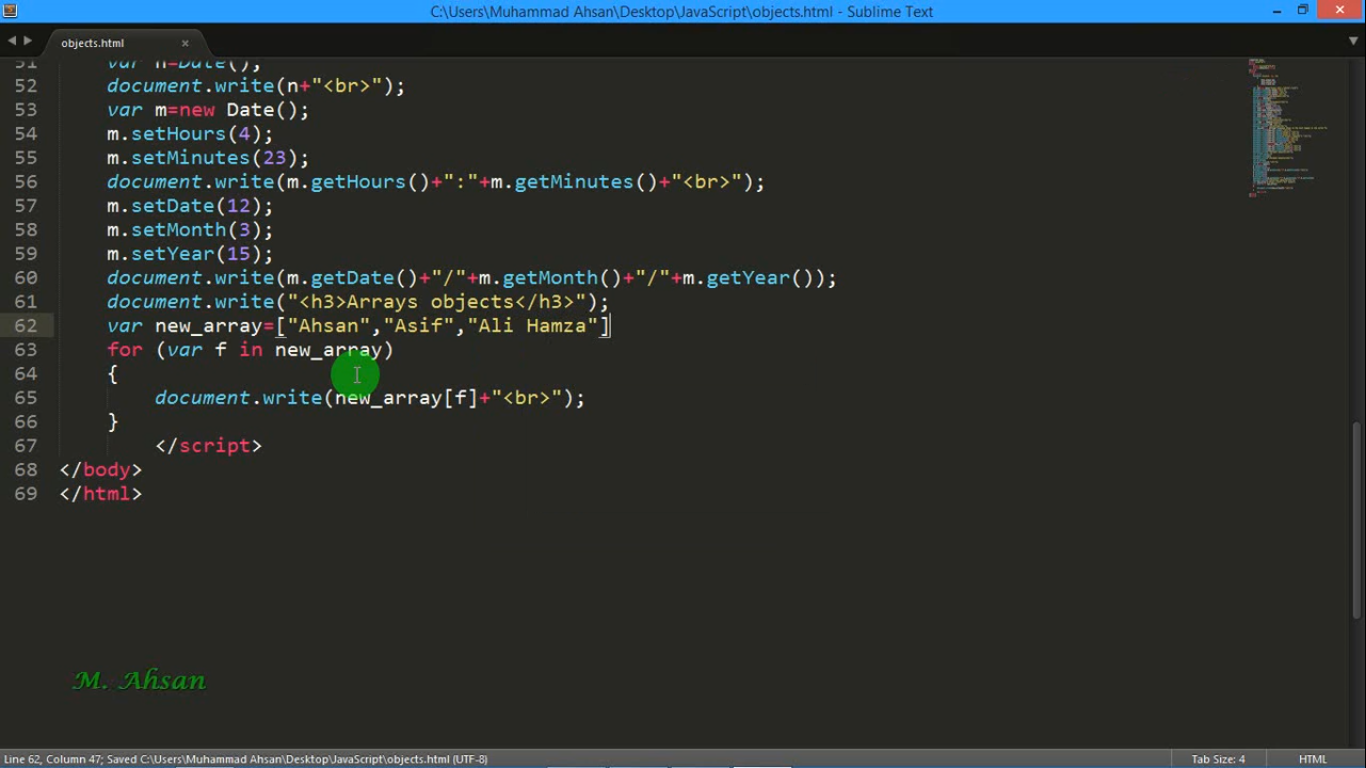 C:\Users\Muhammad Ahsan\Desktop\JavaScript\objects.html - Sublime Text
objects.html
51 var n=Date();
52 document.write(n+"<br>");
53 var m=new Date();
54 m.setHours(4);
55 m.setMinutes(23);
56 document.write(m.getHours()+":"+m.getMinutes()+"<br>");
57 m.setDate(12);
58 m.setMonth(3);
59 m.setYear(15);
60 document.write(m.getDate()+"/"+m.getMonth()+"/"+m.getYear());
61 document.write("<h3>Arrays objects</h3>");
62 var new_array=["Ahsan","Asif","Ali Hamza"]
63 for (var f in new_array)
64 {
65 document.write(new_array[f]+"<br>");
66 }
67 </script>
68 </body>
69 </html>
M. Ahsan
Line 62, Column 47; Saved C:\Users\Muhammad Ahsan\Desktop\JavaScript\objects.html (UTF-8) Tab Size: 4 HTML